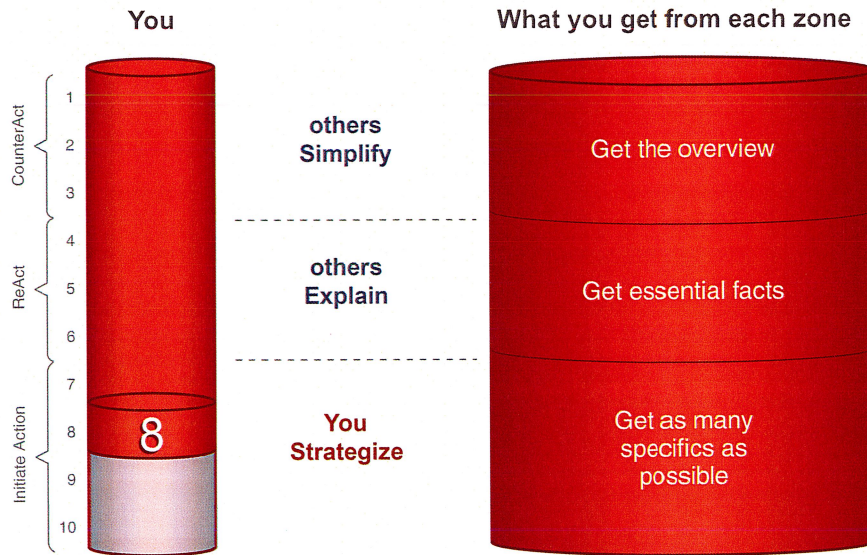 You
What you get from each zone
CounterAct
1
2
3
others
Simplify
Get the overview
ReAct
4
5
6
others
Explain
Get essential facts
Initiate Action
7
8
9
10
8
You
Strategize
Get as many
specifics as
possible